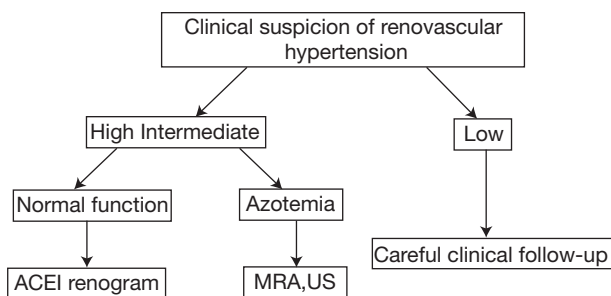 Clinical suspicion of renovascular
hypertension
High Intermediate
Low
Normal function
Azotemia
Careful clinical follow-up
ACEI renogram
MRA,US